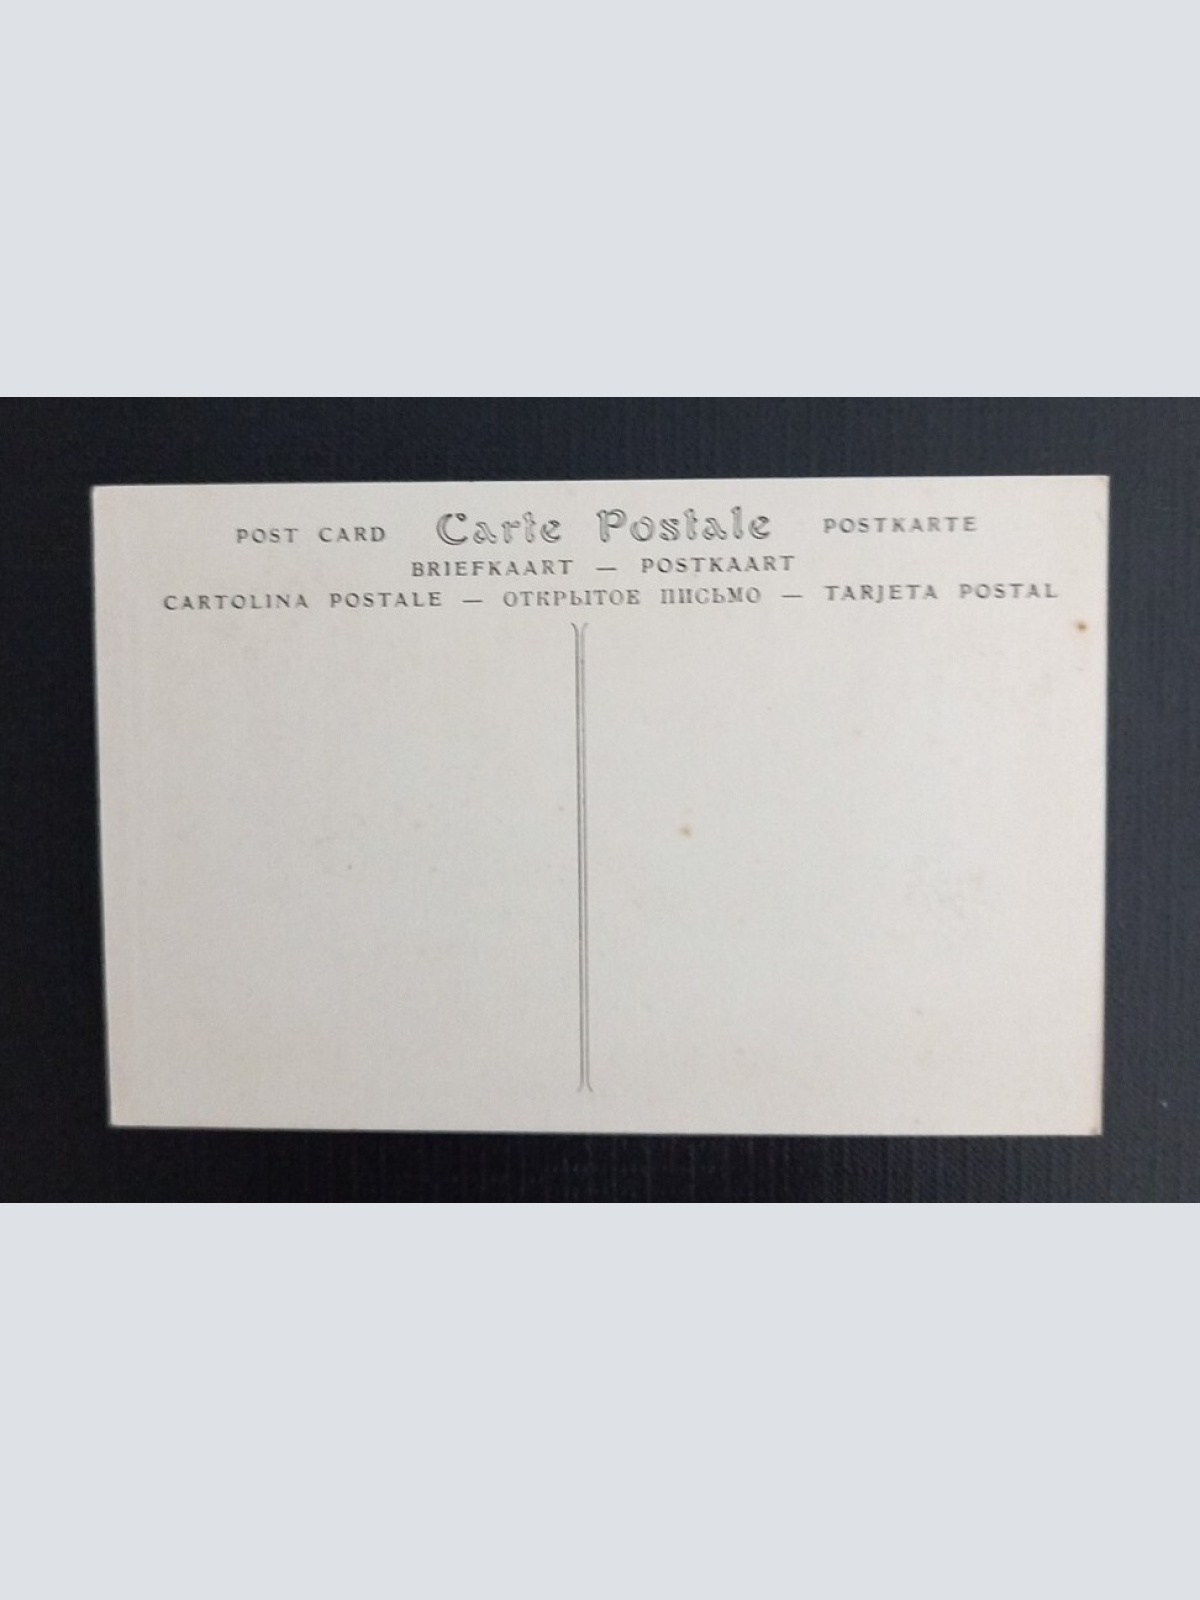 POST CARD Carte Postale POSTKARTE
BRIEFKAART — POSTKAART
CARTOLINA POSTALE — ОТКРЫТОЕ ПИСЬМО — TARJETA POSTAL